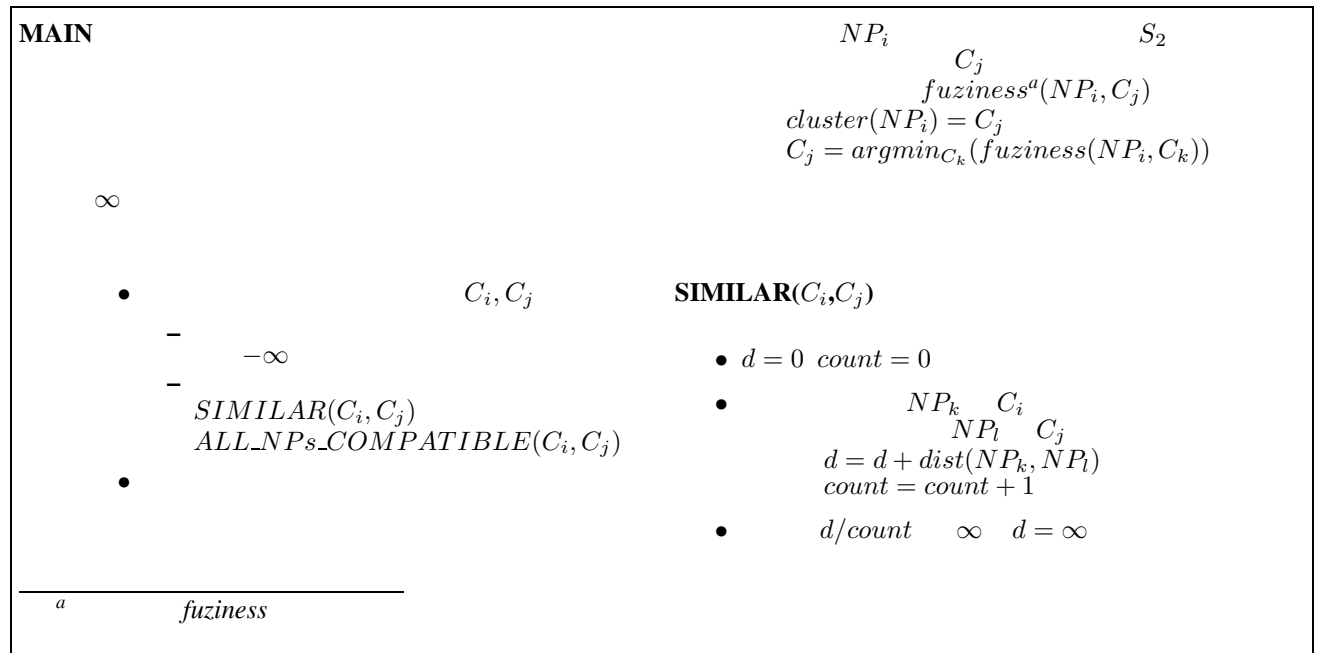 MAIN
∞
• C_i, C_j
–
−∞
–
SIMILAR(C_i, C_j)
ALL_NPs_COMPATIBLE(C_i, C_j)
•
NP_i S_2
C_j
fuziness^a(NP_i, C_j)
cluster(NP_i) = C_j
C_j = argmin_{C_k}(fuziness(NP_i, C_k))
SIMILAR(C_i,C_j)
• d = 0 count = 0
• NP_k C_i
NP_l C_j
d = d + dist(NP_k, NP_l)
count = count + 1
• d/count ∞ d = ∞
a fuziness